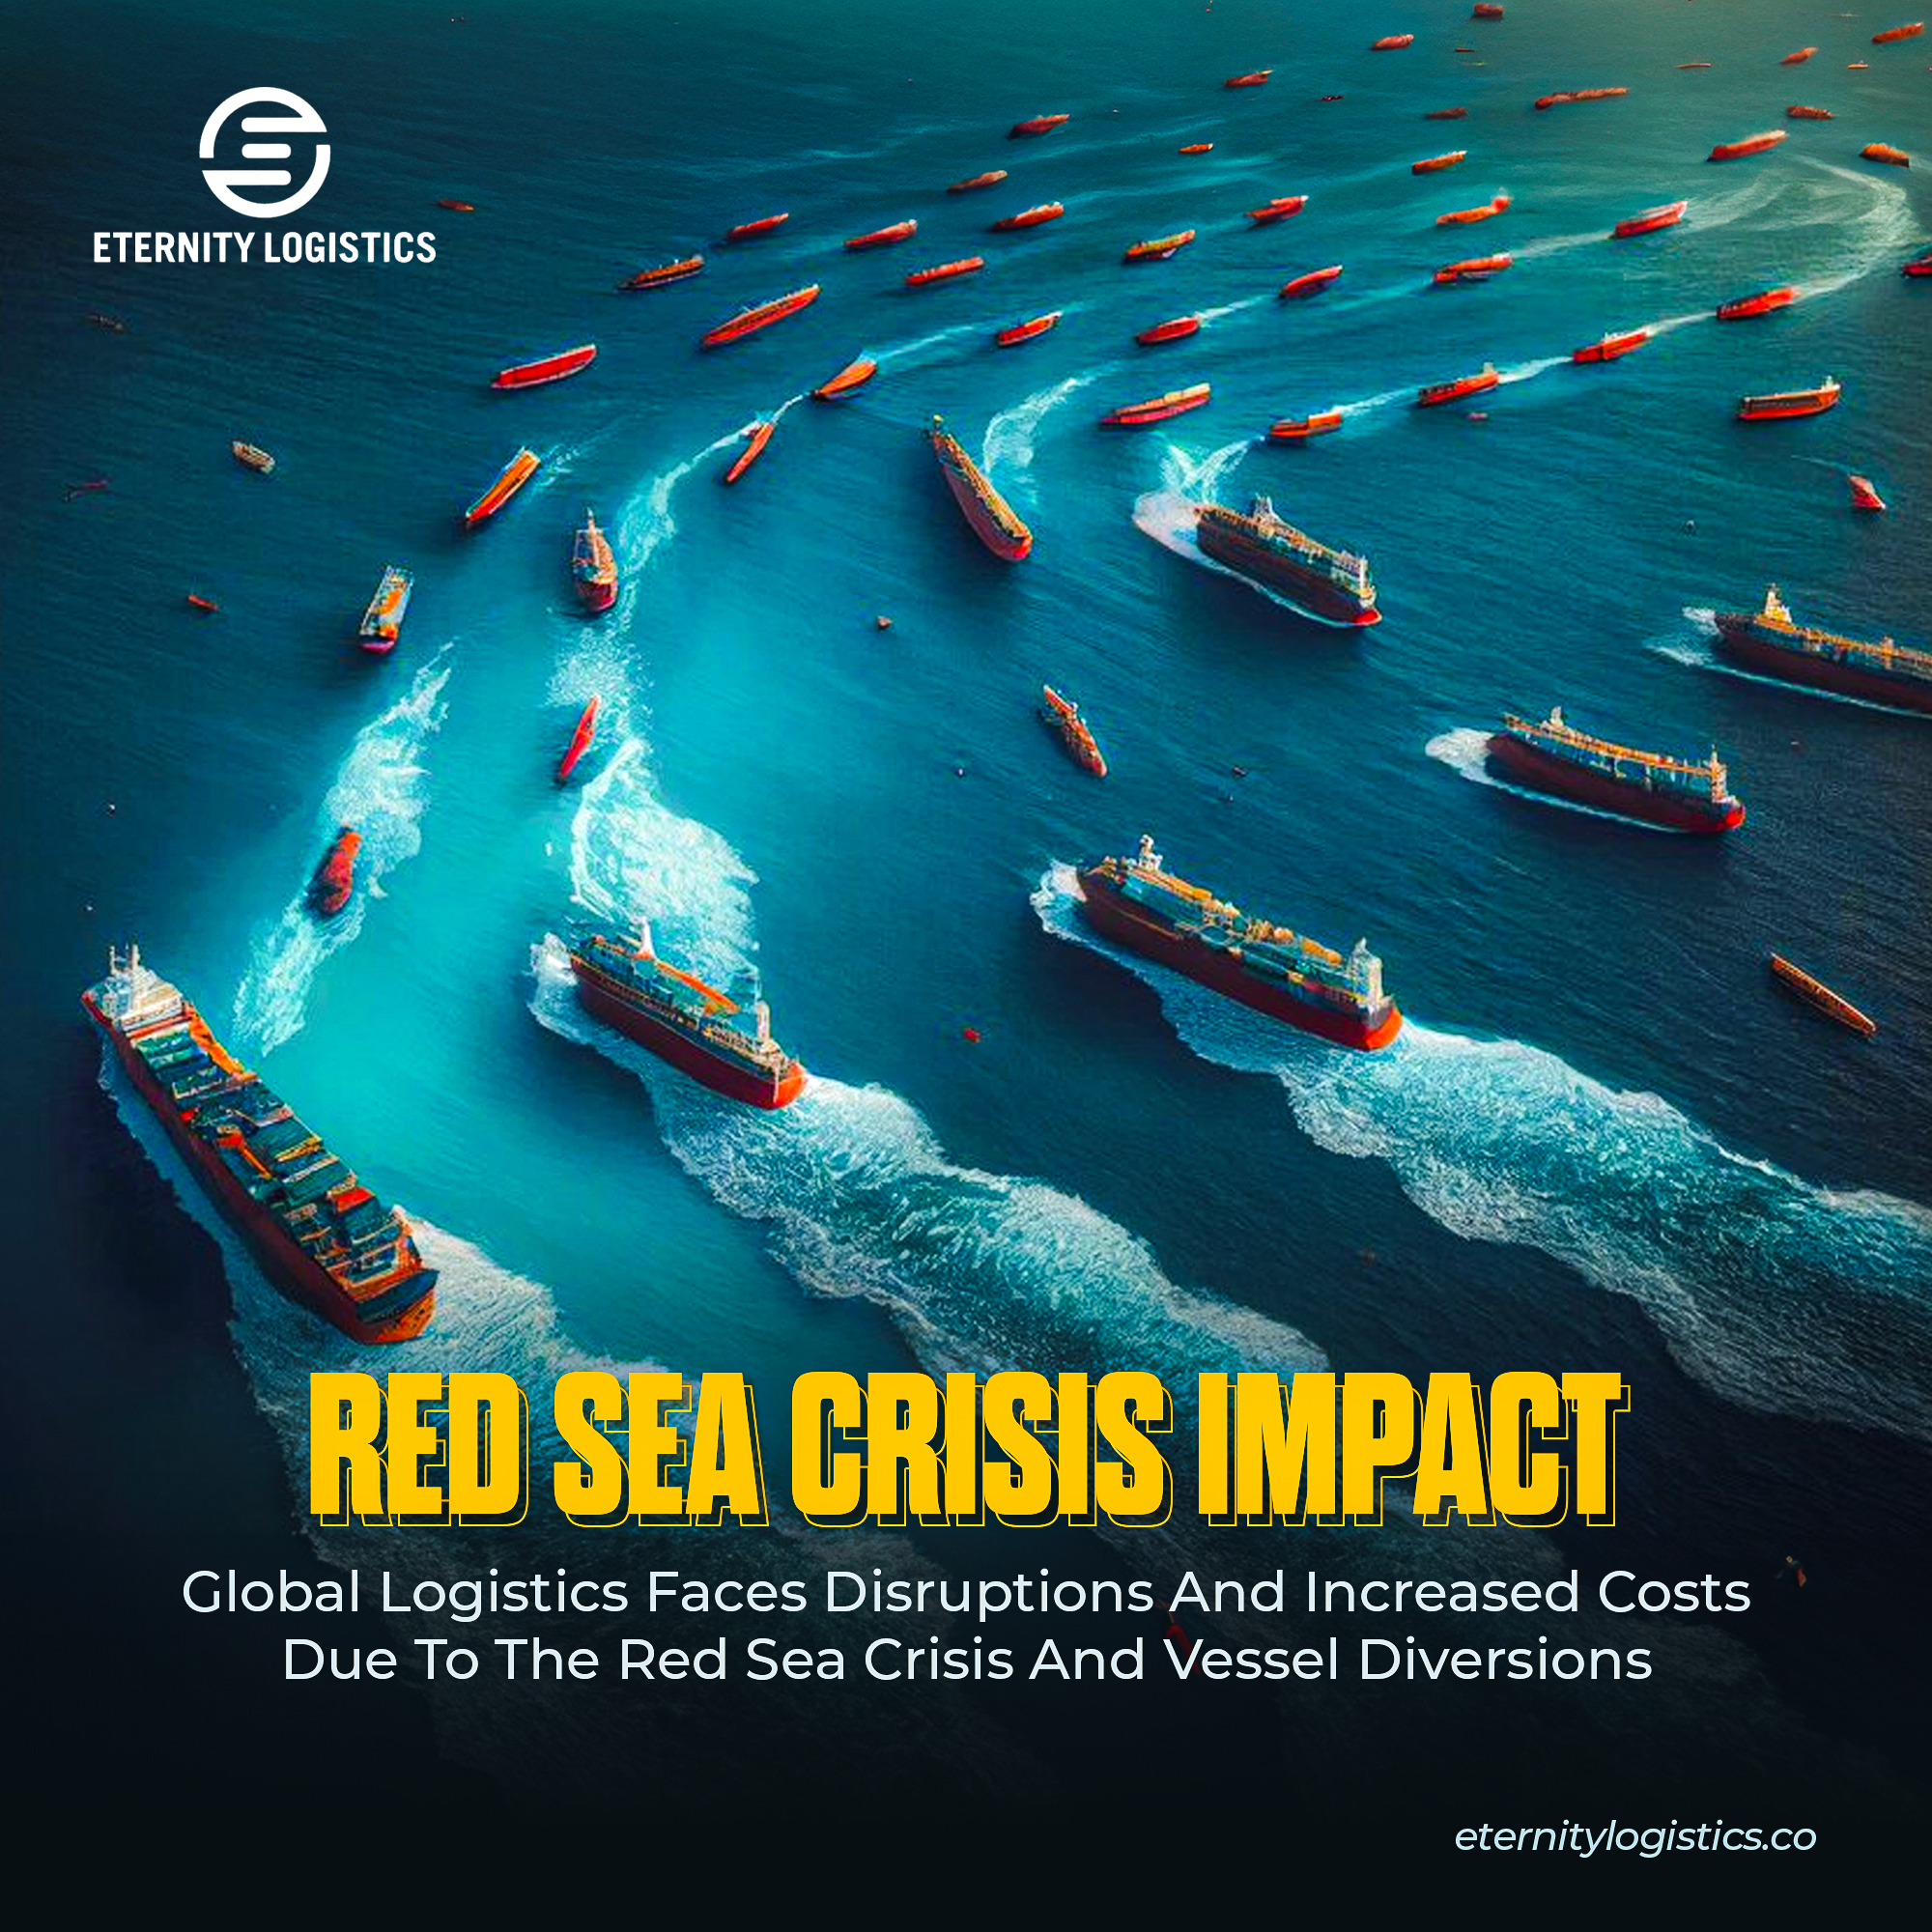 ETERNITY LOGISTICS
RED SEA CRISIS IMPACT
Global Logistics Faces Disruptions And Increased Costs
Due To The Red Sea Crisis And Vessel Diversions
eternitylogistics.co